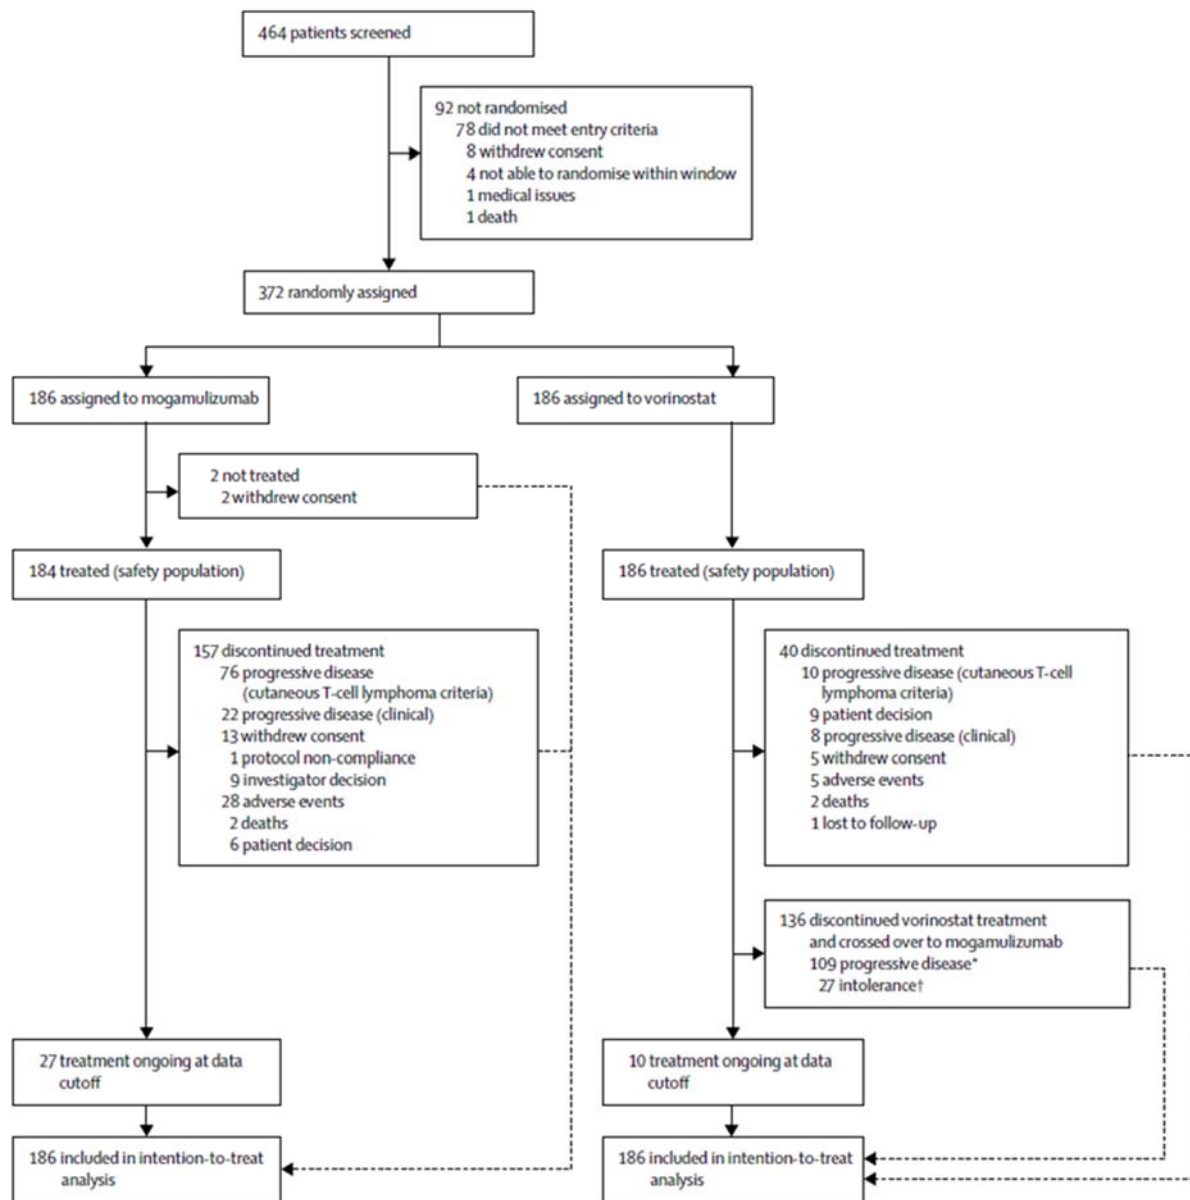 464 patients screened
92 not randomised
78 did not meet entry criteria
8 withdrew consent
4 not able to randomise within window
1 medical issues
1 death
372 randomly assigned
186 assigned to mogamulizumab
186 assigned to vorinostat
2 not treated
2 withdrew consent
184 treated (safety population)
186 treated (safety population)
157 discontinued treatment
76 progressive disease
(cutaneous T-cell lymphoma criteria)
22 progressive disease (clinical)
13 withdrew consent
1 protocol non-compliance
9 investigator decision
28 adverse events
2 deaths
6 patient decision
40 discontinued treatment
10 progressive disease (cutaneous T-cell
lymphoma criteria)
9 patient decision
8 progressive disease (clinical)
5 withdrew consent
5 adverse events
2 deaths
1 lost to follow-up
136 discontinued vorinostat treatment
and crossed over to mogamulizumab
109 progressive disease*
27 intolerance†
27 treatment ongoing at data
cutoff
10 treatment ongoing at data
cutoff
186 included in intention-to-treat
analysis
186 included in intention-to-treat
analysis